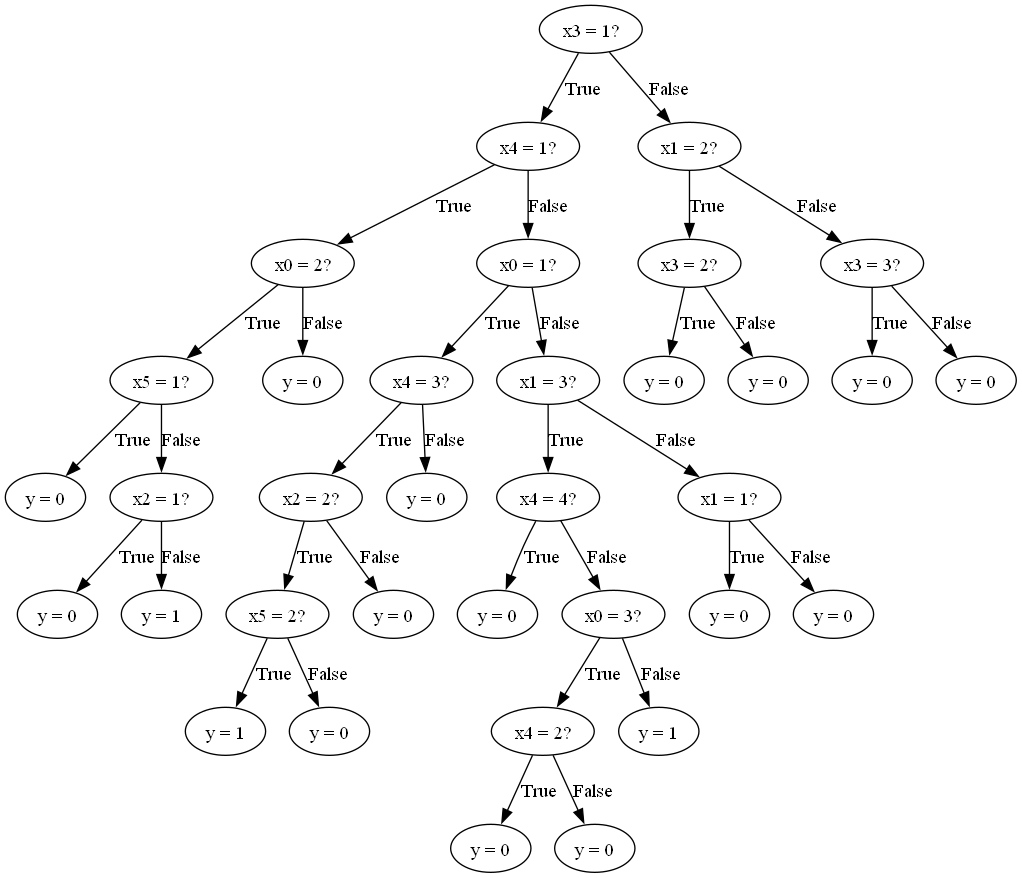 x3 = 1?
True
False
x4 = 1?
x1 = 2?
True
False
True
False
x0 = 2?
x0 = 1?
x3 = 2?
x3 = 3?
True
False
True
False
True
False
True
False
x5 = 1?
y = 0
x4 = 3?
x1 = 3?
y = 0
y = 0
y = 0
y = 0
True
False
True
False
True
False
y = 0
x2 = 1?
x2 = 2?
y = 0
x4 = 4?
x1 = 1?
True
False
True
False
True
False
True
False
y = 0
y = 1
x5 = 2?
y = 0
y = 0
x0 = 3?
y = 0
y = 0
True
False
True
False
y = 1
y = 0
x4 = 2?
y = 1
True
False
y = 0
y = 0